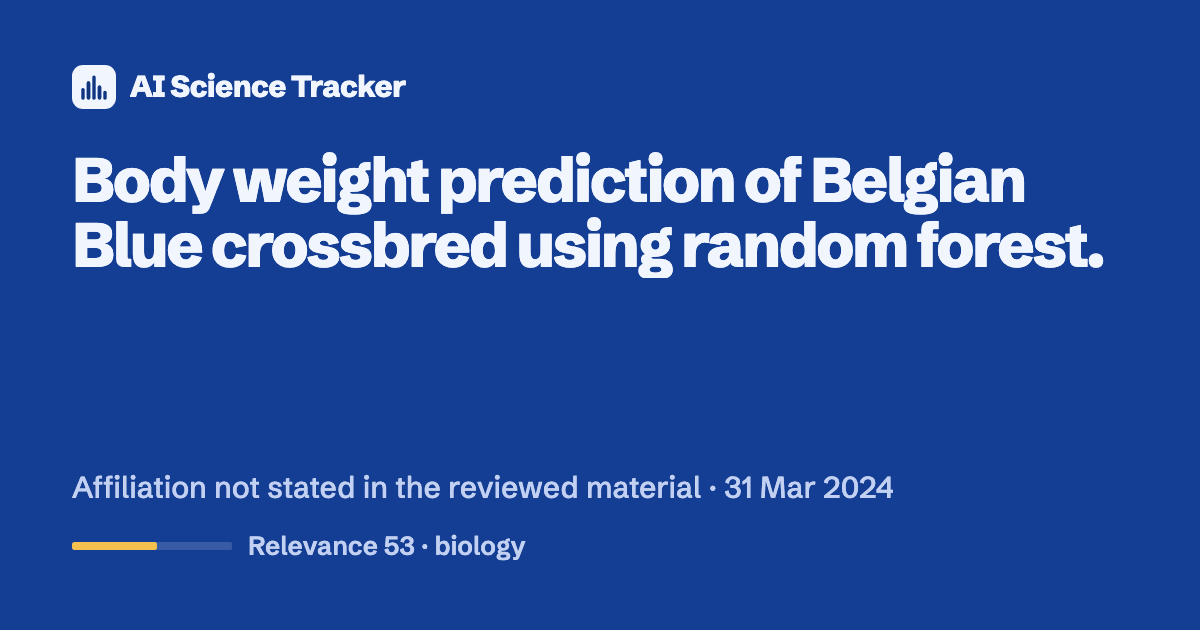 AI Science Tracker
Body weight prediction of Belgian
Blue crossbred using random forest.
Affiliation not stated in the reviewed material · 31 Mar 2024
Relevance 53 · biology